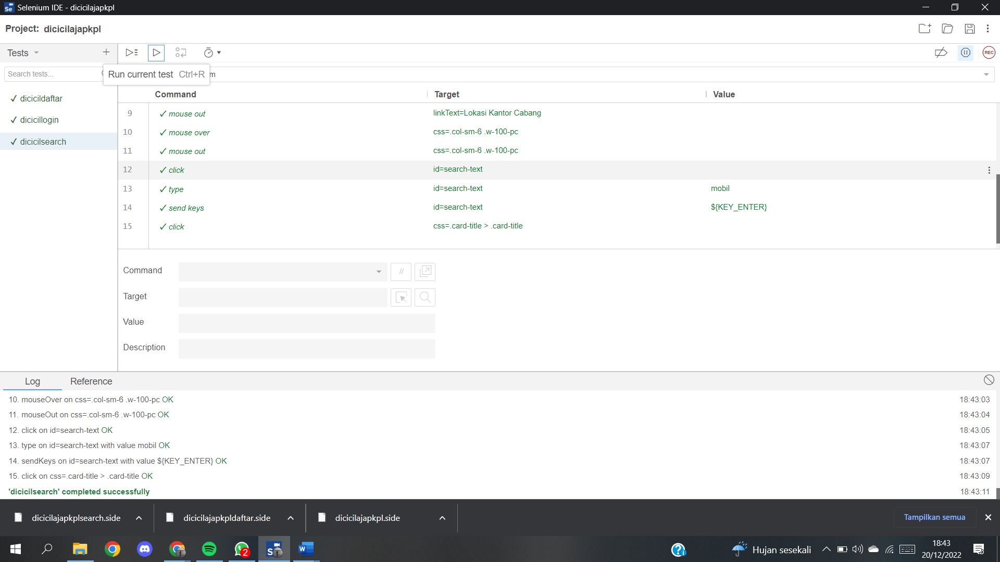 Selenium IDE - dicicilajapkpl
Project: dicicilajapkpl
Tests
Search tests...
Run current test Ctrl+R
m
dicicildaftar
dicicillogin
dicicilsearch
REC
Command Target Value
9 ✓ mouse out linkText=Lokasi Kantor Cabang
10 ✓ mouse over css=.col-sm-6 .w-100-pc
11 ✓ mouse out css=.col-sm-6 .w-100-pc
12 ✓ click id=search-text
13 ✓ type id=search-text mobil
14 ✓ send keys id=search-text ${KEY_ENTER}
15 ✓ click css=.card-title > .card-title
Command //
Target
Value
Description
Log Reference
10. mouseOver on css=.col-sm-6 .w-100-pc OK 18:43:03
11. mouseOut on css=.col-sm-6 .w-100-pc OK 18:43:04
12. click on id=search-text OK 18:43:05
13. type on id=search-text with value mobil OK 18:43:07
14. sendKeys on id=search-text with value ${KEY_ENTER} OK 18:43:07
15. click on css=.card-title > .card-title OK 18:43:09
'dicicilsearch' completed successfully 18:43:11
dicicilajapkplsearch.side dicicilajapkpldaftar.side dicicilajapkpl.side Tampilkan semua
2 Hujan sesekali 18:43
20/12/2022